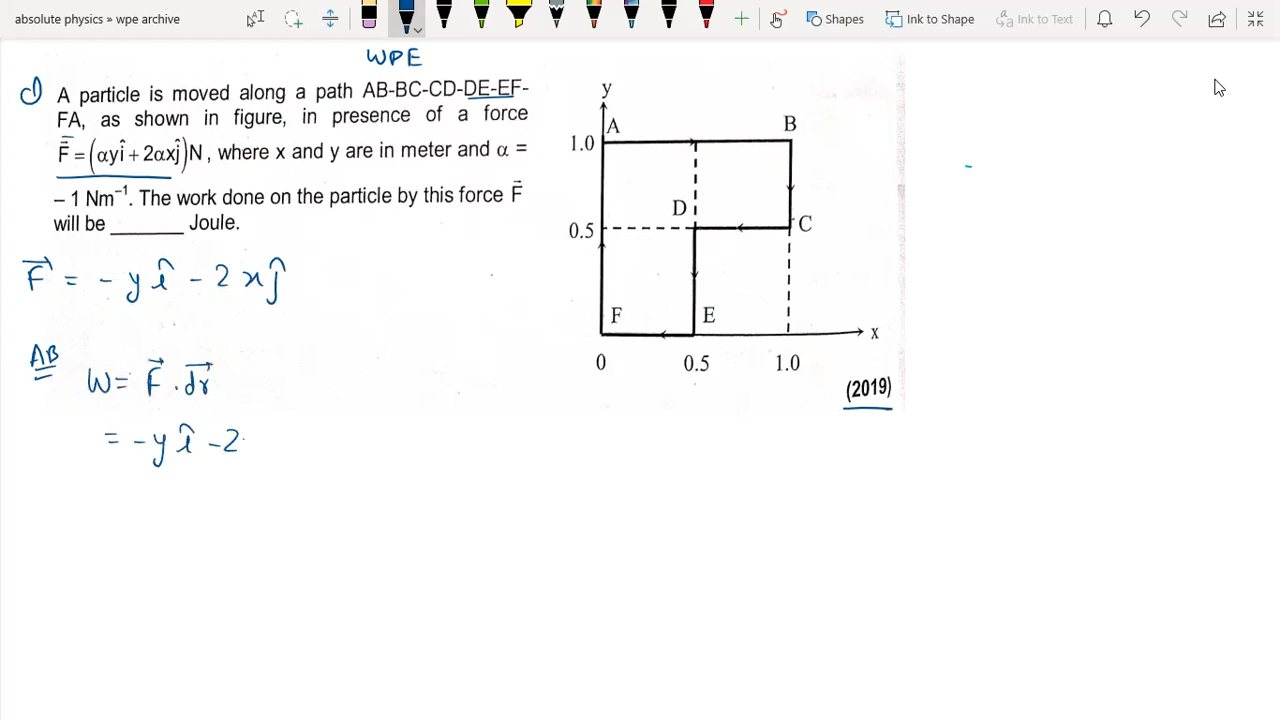 absolute physics » wpe archive
Shapes
Ink to Shape
Ink to Text
WPE
A particle is moved along a path AB-BC-CD-DE-EF-
FA, as shown in figure, in presence of a force
F⃗ = (αyî + 2αxĵ) N, where x and y are in meter and α =
– 1 Nm⁻¹. The work done on the particle by this force F⃗
will be ________ Joule.
F⃗ = - y î - 2 x ĵ
AB
W = F⃗ . dr⃗
= - y î - 2
y
A
B
1.0
D
C
0.5
F
E
x
0
0.5
1.0
(2019)